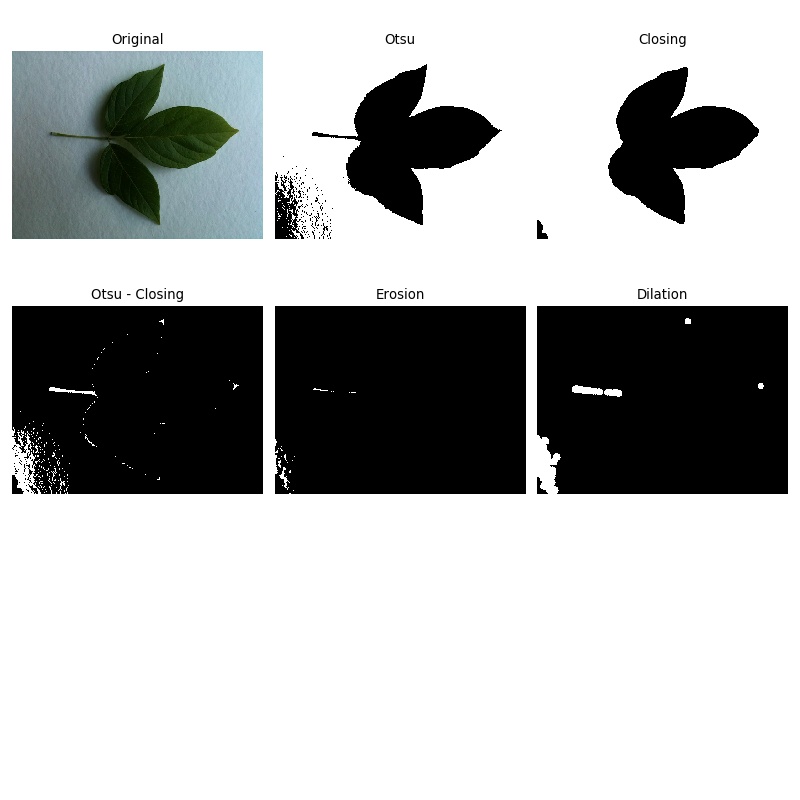 Original
Otsu
Closing
Otsu - Closing
Erosion
Dilation